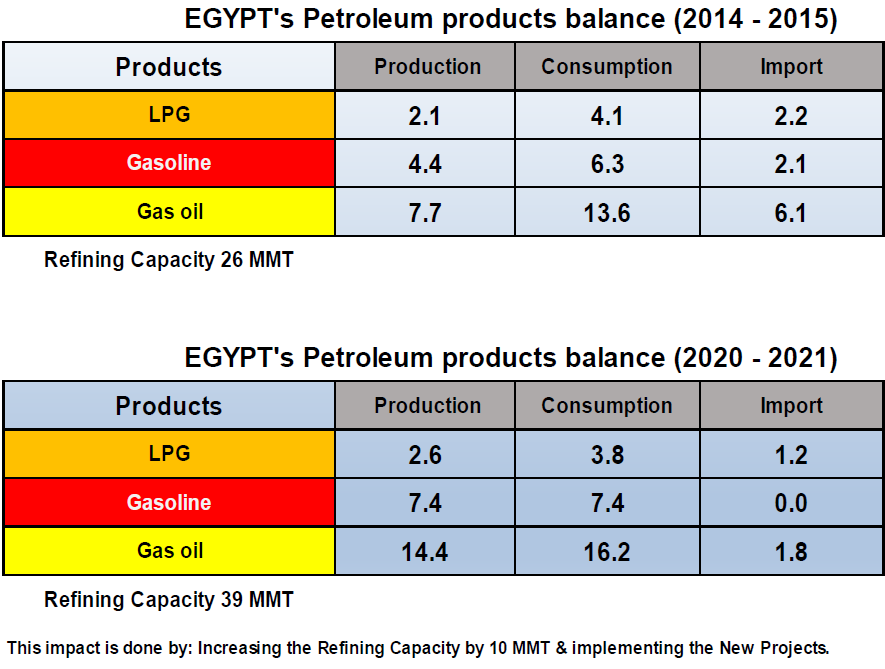 EGYPT's Petroleum products balance (2014 - 2015)
Products Production Consumption Import
LPG 2.1 4.1 2.2
Gasoline 4.4 6.3 2.1
Gas oil 7.7 13.6 6.1
Refining Capacity 26 MMT
EGYPT's Petroleum products balance (2020 - 2021)
Products Production Consumption Import
LPG 2.6 3.8 1.2
Gasoline 7.4 7.4 0.0
Gas oil 14.4 16.2 1.8
Refining Capacity 39 MMT
This impact is done by: Increasing the Refining Capacity by 10 MMT & implementing the New Projects.